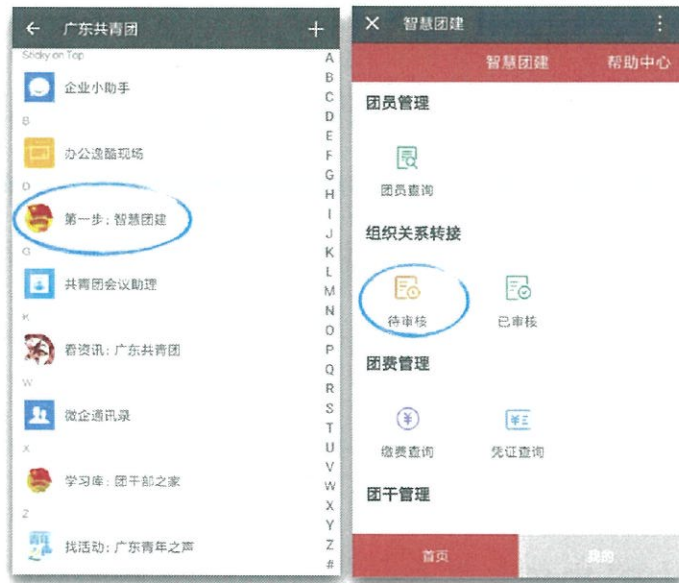 广东共青团
Sticky on Top
企业小助手
B
办公逸酷现场
D
第一步：智慧团建
G
共青团会议助理
K
看资讯：广东共青团
W
微企通讯录
X
学习库：团干部之家
Z
找活动：广东青年之声
A
B
C
D
E
F
G
H
I
J
K
L
M
N
O
P
Q
R
S
T
U
V
W
X
Y
Z
#
智慧团建
智慧团建 帮助中心
团员管理
团员查询
组织关系转接
待审核 已审核
团费管理
缴费查询 凭证查询
团干管理
首页 我的